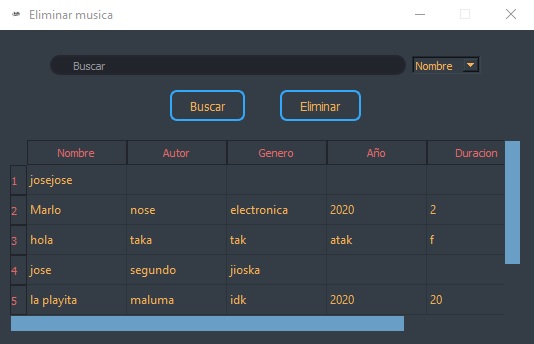 Eliminar musica
Buscar Nombre
Buscar Eliminar
Nombre Autor Genero Año Duracion
1 josejose
2 Marlo nose electronica 2020 2
3 hola taka tak atak f
4 jose segundo jioska
5 la playita maluma idk 2020 20